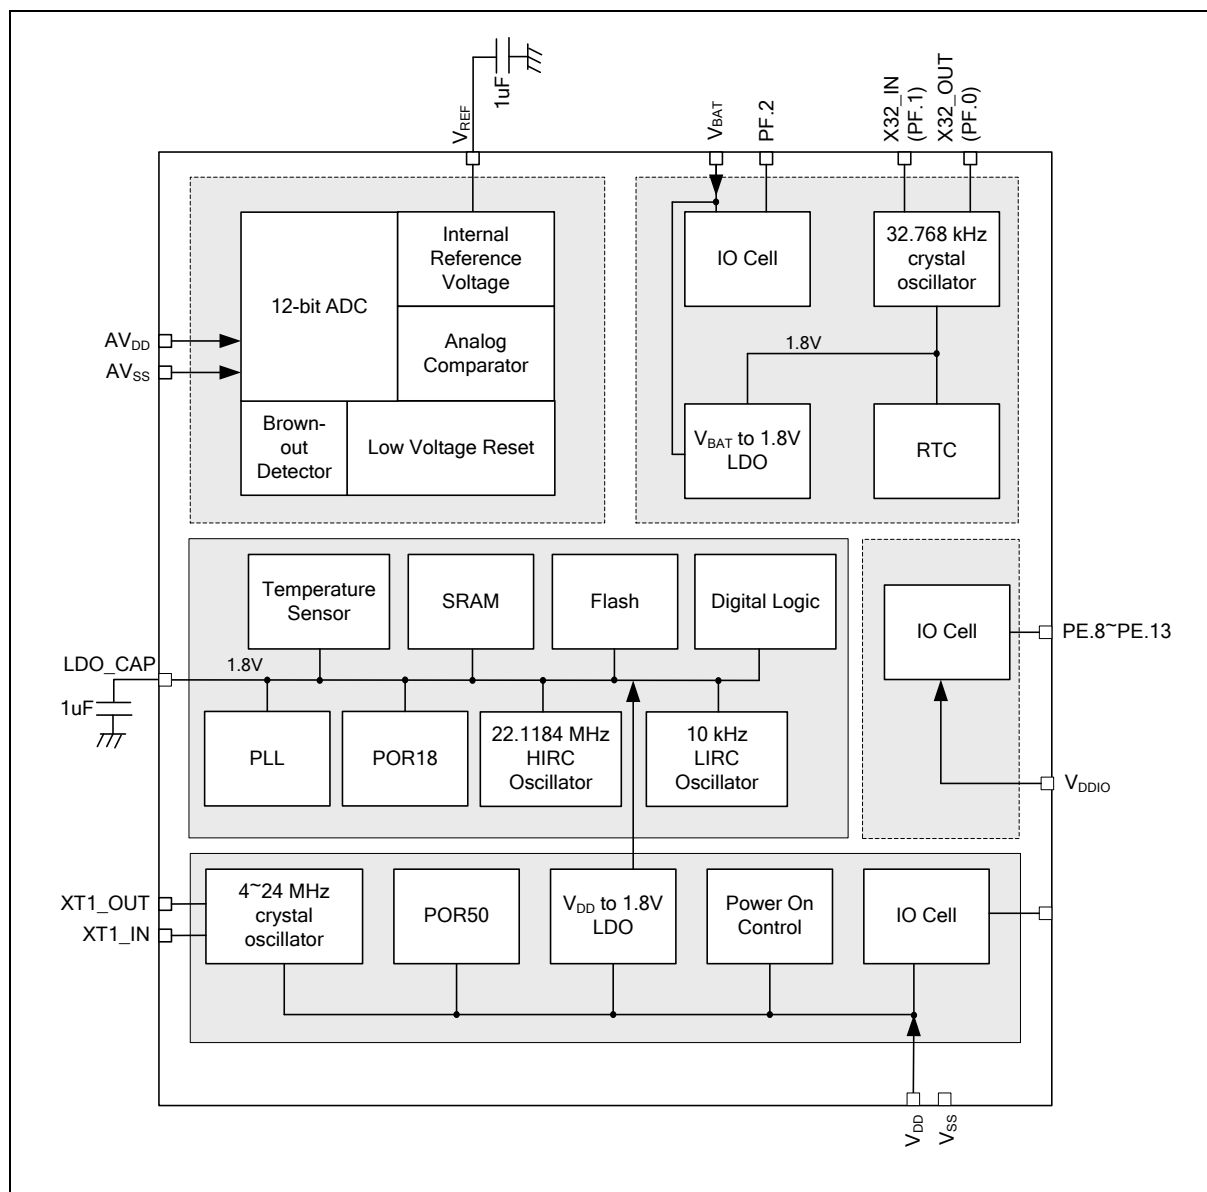 1uF
VREF
VBAT
PF.2
X32_IN
(PF.1)
X32_OUT
(PF.0)
12-bit ADC
Internal
Reference
Voltage
Analog
Comparator
Brown-
out
Detector
Low Voltage Reset
AVDD
AVSS
IO Cell
32.768 kHz
crystal
oscillator
1.8V
VBAT to 1.8V
LDO
RTC
Temperature
Sensor
SRAM
Flash
Digital Logic
LDO_CAP
1.8V
1uF
PLL
POR18
22.1184 MHz
HIRC
Oscillator
10 kHz
LIRC
Oscillator
IO Cell
PE.8~PE.13
VDDIO
XT1_OUT
XT1_IN
4~24 MHz
crystal
oscillator
POR50
VDD to 1.8V
LDO
Power On
Control
IO Cell
VDD
VSS